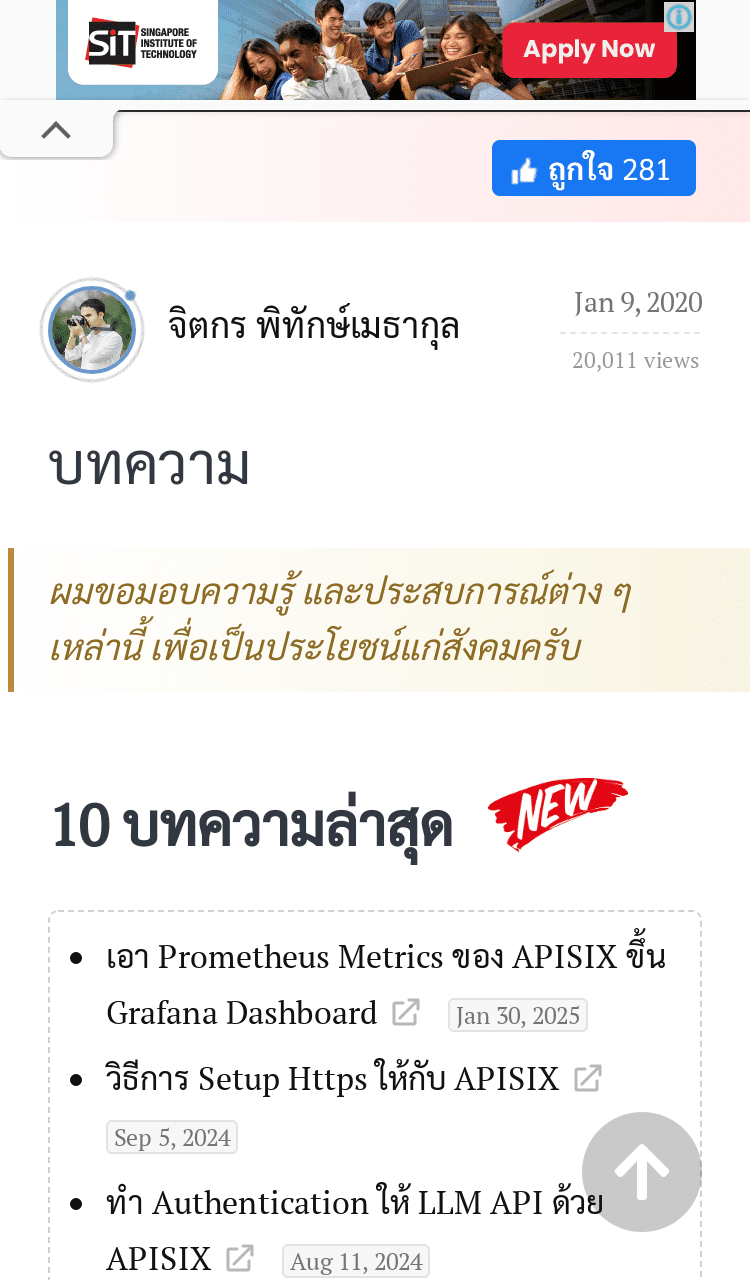 SiT SINGAPORE
INSTITUTE OF
TECHNOLOGY
Apply Now
ถูกใจ 281
จิตกร พิทักษ์เมธากุล
Jan 9, 2020
20,011 views
บทความ
ผมขอมอบความรู้ และประสบการณ์ต่าง ๆ
เหล่านี้ เพื่อเป็นประโยชน์แก่สังคมครับ
10 บทความล่าสุด NEW
เอา Prometheus Metrics ของ APISIX ขึ้น
Grafana Dashboard Jan 30, 2025
วิธีการ Setup Https ให้กับ APISIX
Sep 5, 2024
ทำ Authentication ให้ LLM API ด้วย
APISIX Aug 11, 2024